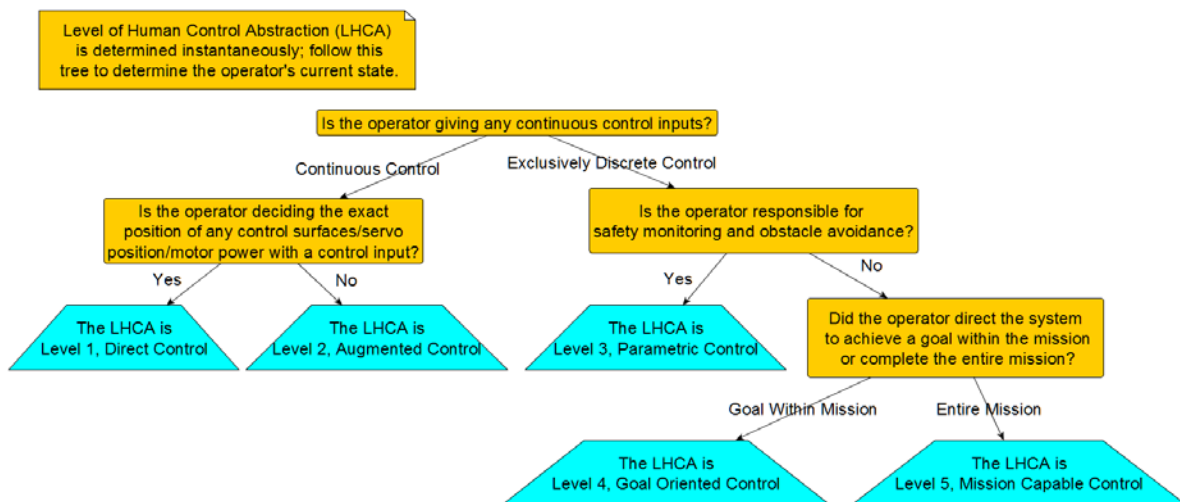 Level of Human Control Abstraction (LHCA)
is determined instantaneously; follow this
tree to determine the operator's current state.
Is the operator giving any continuous control inputs?
Continuous Control
Exclusively Discrete Control
Is the operator deciding the exact
position of any control surfaces/servo
position/motor power with a control input?
Is the operator responsible for
safety monitoring and obstacle avoidance?
Yes
No
Yes
No
The LHCA is
Level 1, Direct Control
The LHCA is
Level 2, Augmented Control
The LHCA is
Level 3, Parametric Control
Did the operator direct the system
to achieve a goal within the mission
or complete the entire mission?
Goal Within Mission
Entire Mission
The LHCA is
Level 4, Goal Oriented Control
The LHCA is
Level 5, Mission Capable Control